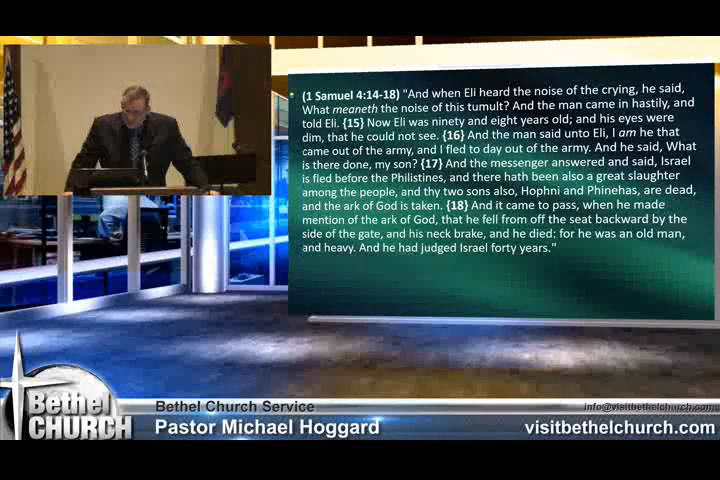 • (1 Samuel 4:14-18) "And when Eli heard the noise of the crying, he said,
What meaneth the noise of this tumult? And the man came in hastily, and
told Eli. {15} Now Eli was ninety and eight years old; and his eyes were
dim, that he could not see. {16} And the man said unto Eli, I am he that
came out of the army, and I fled to day out of the army. And he said, What
is there done, my son? {17} And the messenger answered and said, Israel
is fled before the Philistines, and there hath been also a great slaughter
among the people, and thy two sons also, Hophni and Phinehas, are dead,
and the ark of God is taken. {18} And it came to pass, when he made
mention of the ark of God, that he fell from off the seat backward by the
side of the gate, and his neck brake, and he died: for he was an old man,
and heavy. And he had judged Israel forty years."
Bethel
CHURCH
Bethel Church Service
info@visitbethelchurch.com
Pastor Michael Hoggard
visitbethelchurch.com